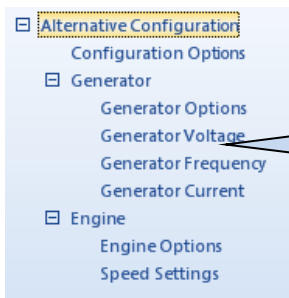 Alternative Configuration
Configuration Options
Generator
Generator Options
Generator Voltage
Generator Frequency
Generator Current
Engine
Engine Options
Speed Settings